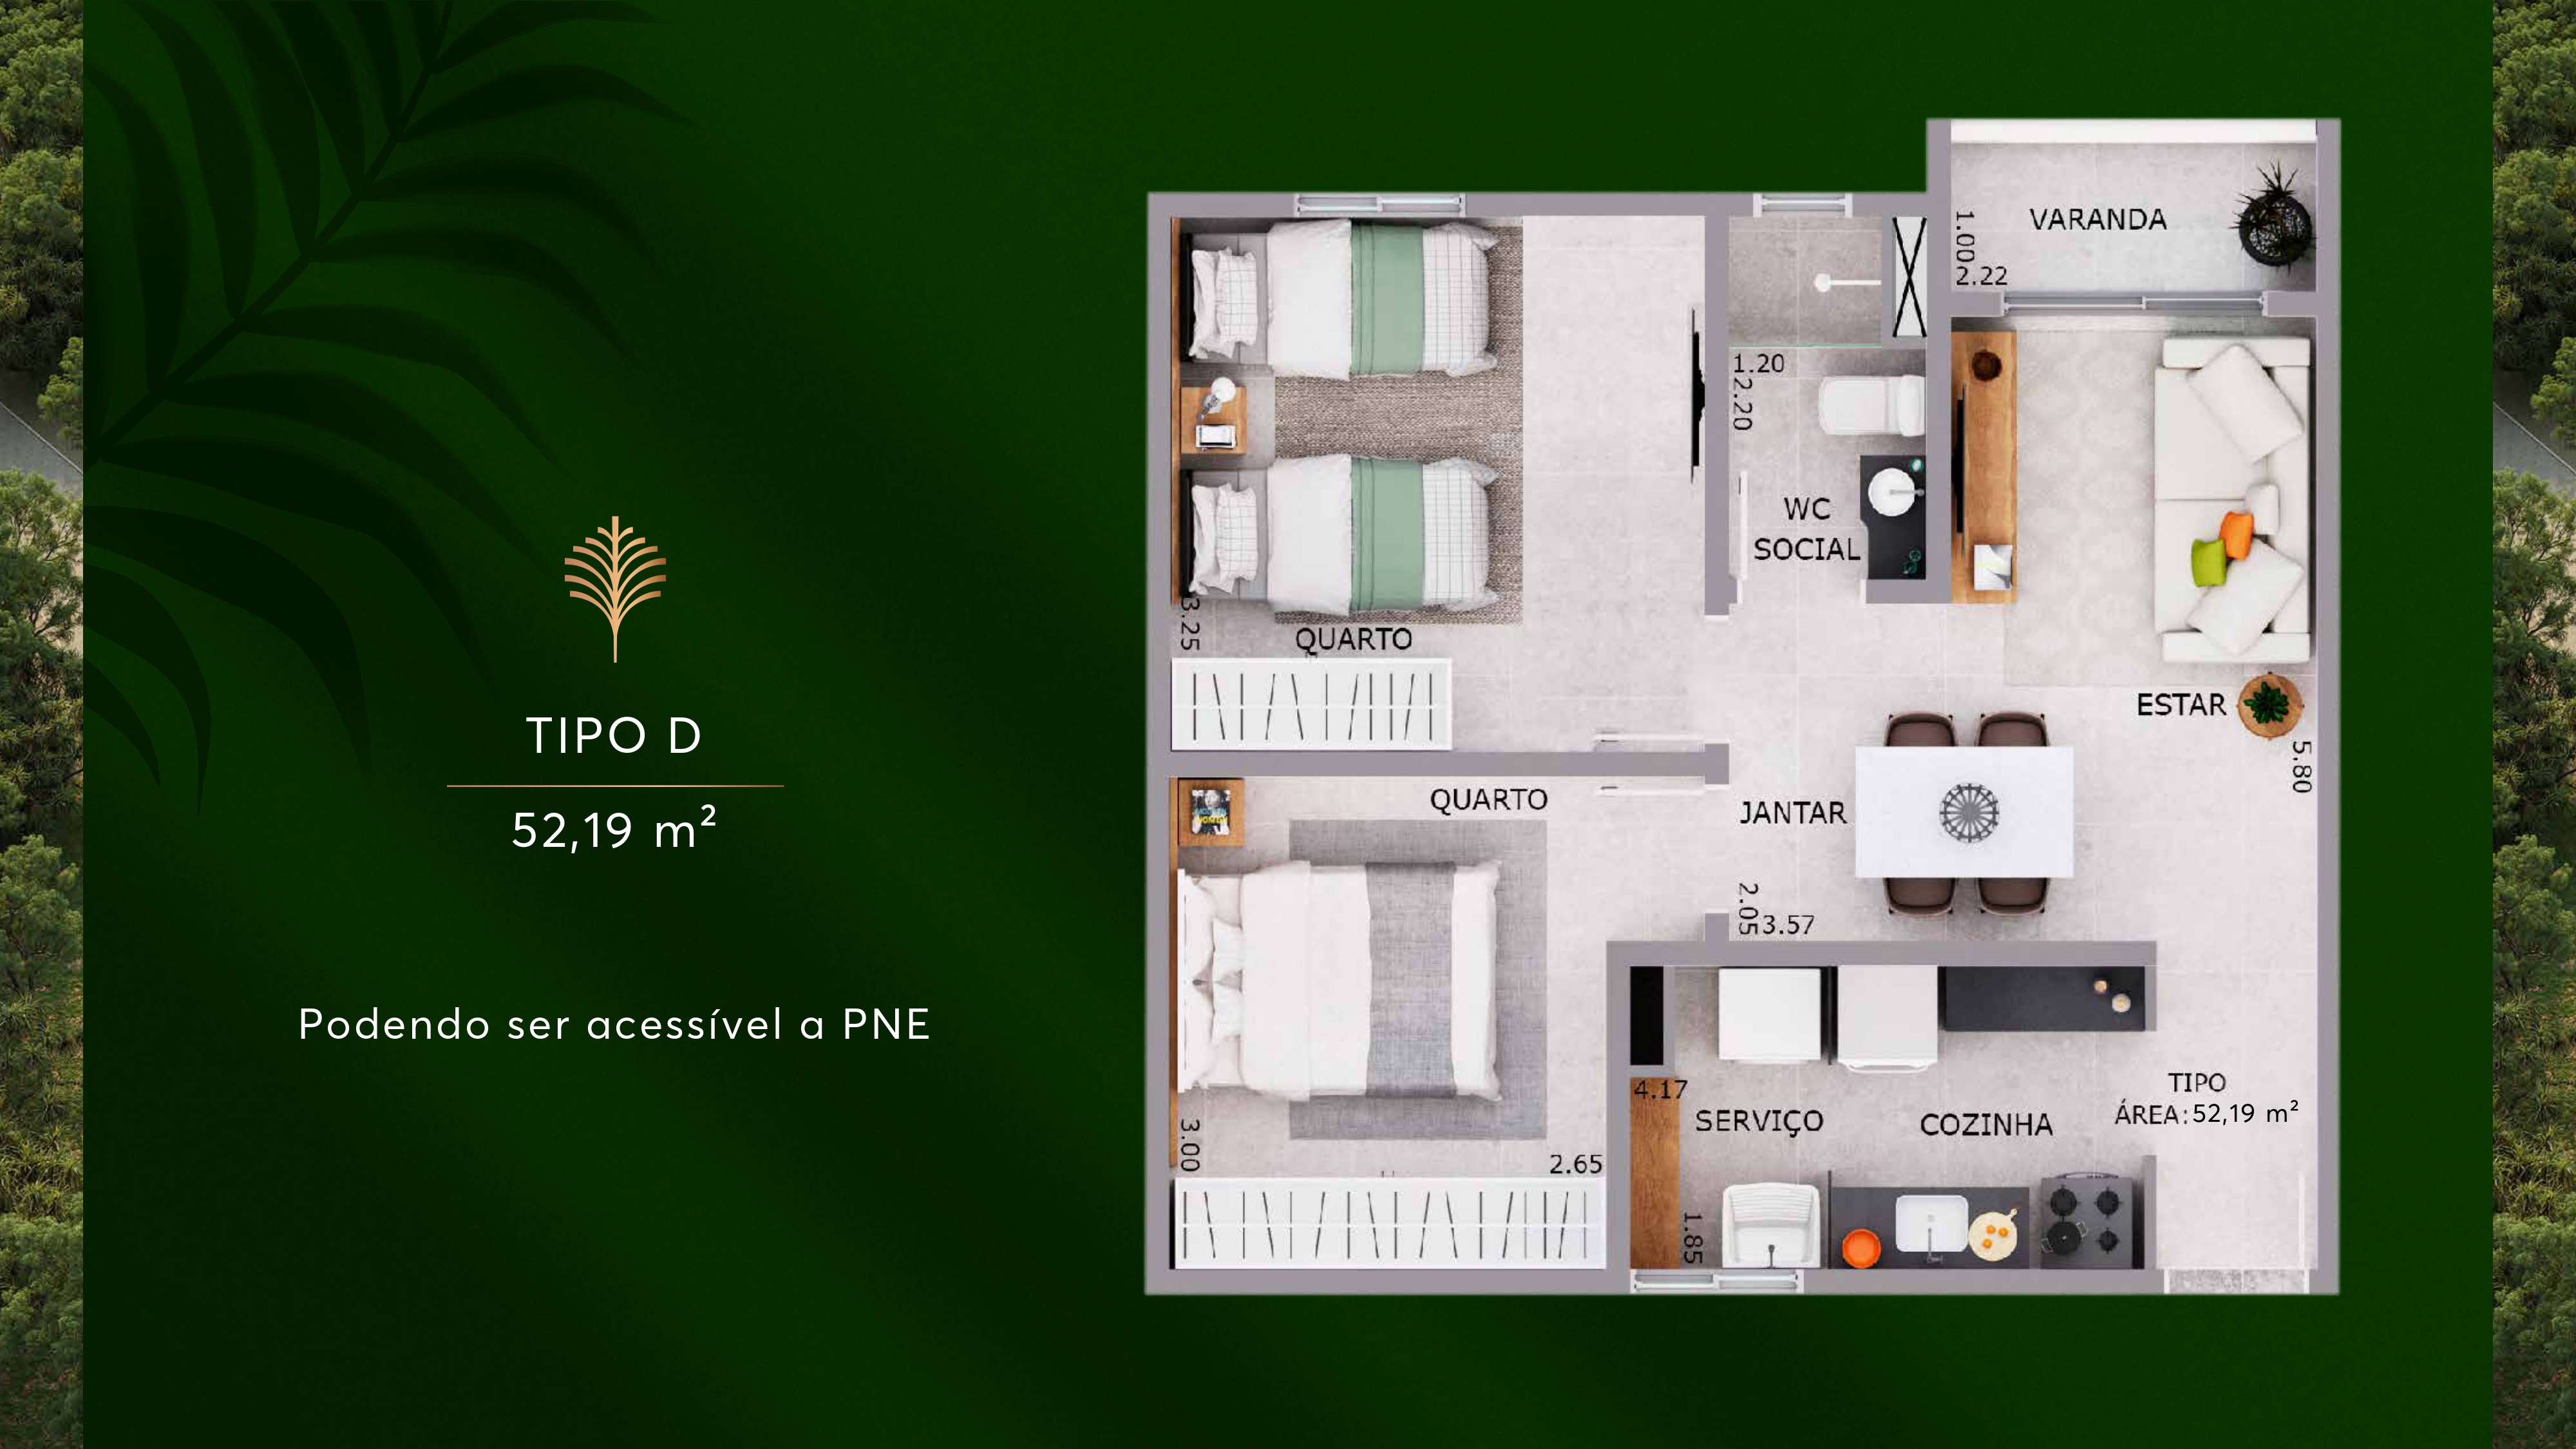 TIPO D
52,19 m²
Podendo ser acessível a PNE
VARANDA
1.00
2.22
1.20
2.20
WC
SOCIAL
3.25
QUARTO
ESTAR
5.80
QUARTO
JANTAR
2.05
3.57
4.17
SERVIÇO
COZINHA
TIPO
ÁREA: 52,19 m²
3.00
2.65
1.85